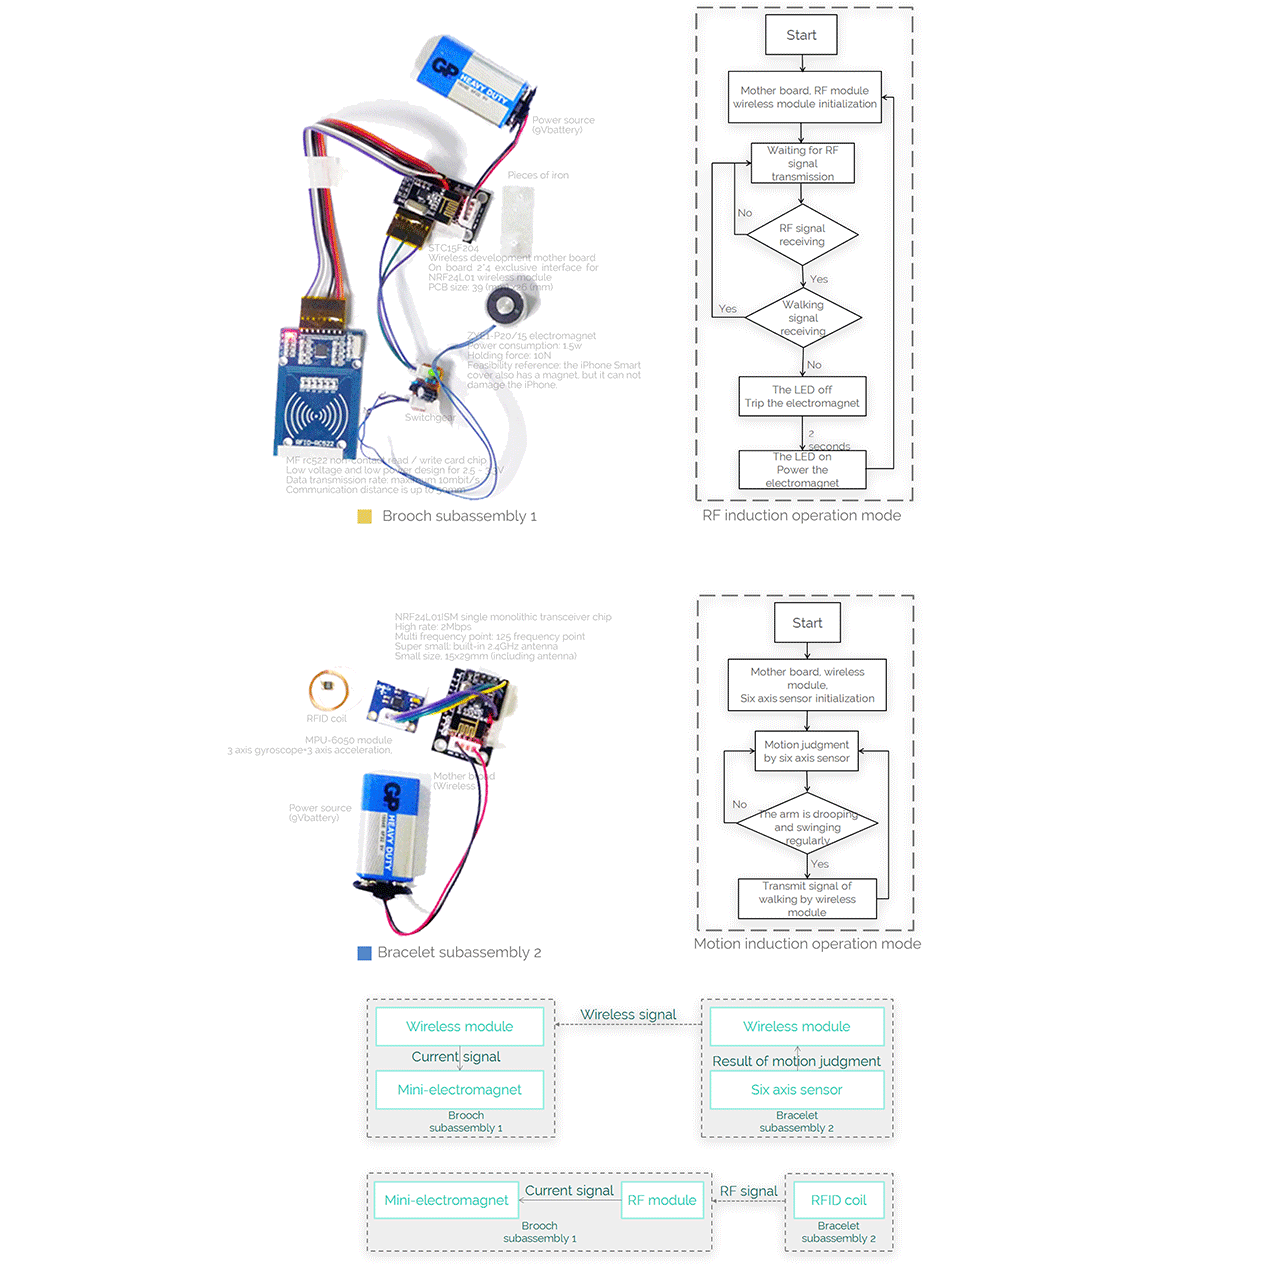 GP
HEAVY DUTY
Power source
(9Vbattery)
Pieces of iron
STC15F204
Wireless development mother board
On board 2*4 exclusive interface for
NRF24L01 wireless module
PCB size: 39 (mm) x26 (mm)
ZYE1-P20/15 electromagnet
Power consumption: 1.5w
Holding force: 10N
Feasibility reference: the iPhone Smart
cover also has a magnet, but it can not
damage the iPhone.
Switchgear
RFID-RC522
MF rc522 non-contact read / write card chip
Low voltage and low power design for 2.5 - 3.3V
Data transmission rate: maximum 10mbit/s
Communication distance is up to 50mm
Brooch subassembly 1
Start
Mother board, RF module
wireless module initialization
Waiting for RF
signal
transmission
No
RF signal
receiving
Yes
Yes
Walking
signal
receiving
No
The LED off
Trip the electromagnet
2
seconds
The LED on
Power the
electromagnet
RF induction operation mode
NRF24L01ISM single monolithic transceiver chip
High rate: 2Mbps
Multi frequency point: 125 frequency point
Super small: built-in 2.4GHz antenna
Small size, 15x29mm (including antenna)
RFID coil
MPU-6050 module
3 axis gyroscope+3 axis acceleration.
Mother board
(Wireless
Power source
(9Vbattery)
GP
HEAVY DUTY
Bracelet subassembly 2
Start
Mother board, wireless
module,
Six axis sensor initialization
Motion judgment
by six axis sensor
No
The arm is drooping
and swinging
regularly
Yes
Transmit signal of
walking by wireless
module
Motion induction operation mode
Wireless module
Current signal
Mini-electromagnet
Brooch
subassembly 1
Wireless signal
Wireless module
Result of motion judgment
Six axis sensor
Bracelet
subassembly 2
Mini-electromagnet
Current signal
RF module
Brooch
subassembly 1
RF signal
RFID coil
Bracelet
subassembly 2